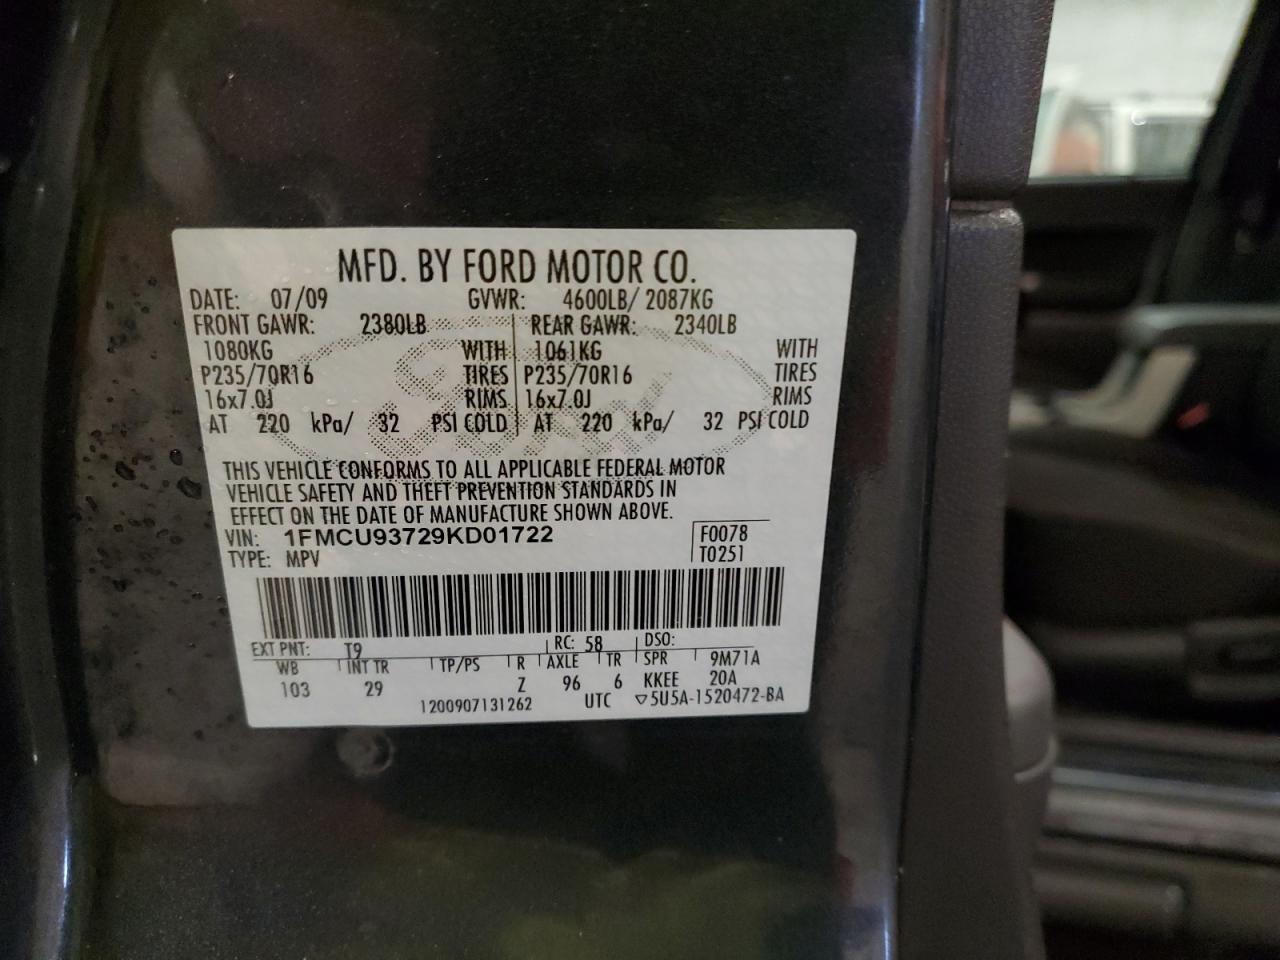 MFD. BY FORD MOTOR CO.
DATE: 07/09 GVWR: 4600LB/ 2087KG
FRONT GAWR: 2380LB REAR GAWR: 2340LB
1080KG WITH 1061KG WITH
P235/70R16 TIRES P235/70R16 TIRES
16x7.0J RIMS 16x7.0J RIMS
AT 220 kPa/ 32 PSI COLD AT 220 kPa/ 32 PSI COLD
THIS VEHICLE CONFORMS TO ALL APPLICABLE FEDERAL MOTOR
VEHICLE SAFETY AND THEFT PREVENTION STANDARDS IN
EFFECT ON THE DATE OF MANUFACTURE SHOWN ABOVE.
VIN: 1FMCU93729KD01722 F0078
TYPE: MPV T0251
EXT PNT: T9 RC: 58 DSO:
WB INT TR TP/PS R AXLE TR SPR 9M71A
103 29 Z 96 6 KKEE 20A
1200907131262 UTC ▽5U5A-1520472-BA